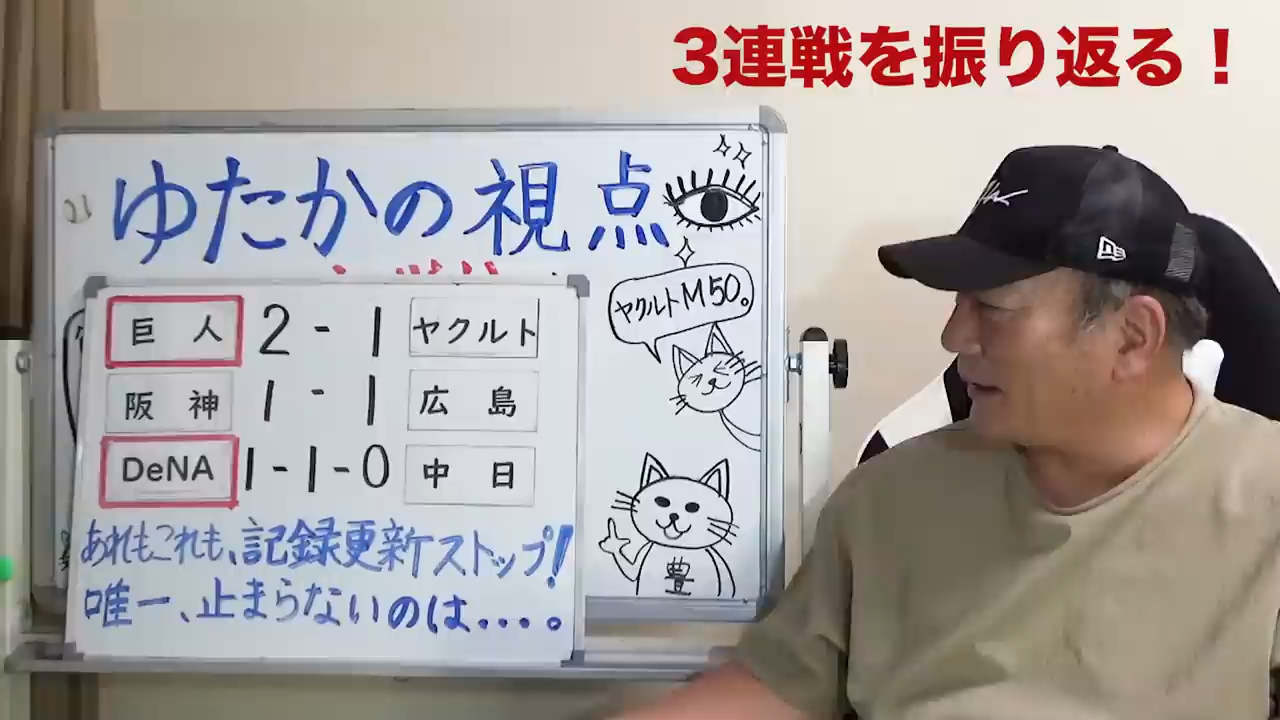 3連戦を振り返る！
ゆたかの視点
ヤクルトM50。
巨人 2-1 ヤクルト
阪神 1-1 広島
DeNA 1-1-0 中日
あれもこれも、記録更新ストップ!
唯一、止まらないのは....。
豊